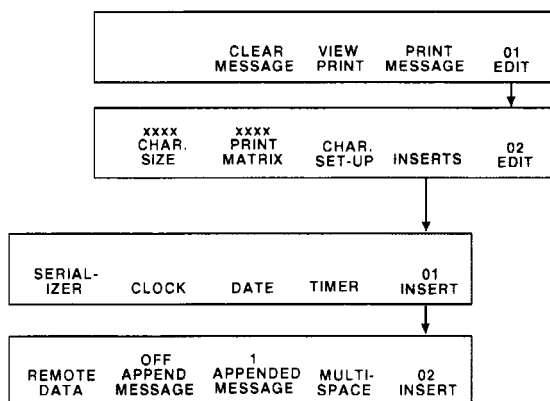 CLEAR VIEW PRINT 01
MESSAGE PRINT MESSAGE EDIT
xxxx xxxx
CHAR. PRINT CHAR. 02
SIZE MATRIX SET-UP INSERTS EDIT
SERIAL- 01
IZER CLOCK DATE TIMER INSERT
OFF 1
REMOTE APPEND APPENDED MULTI- 02
DATA MESSAGE MESSAGE SPACE INSERT